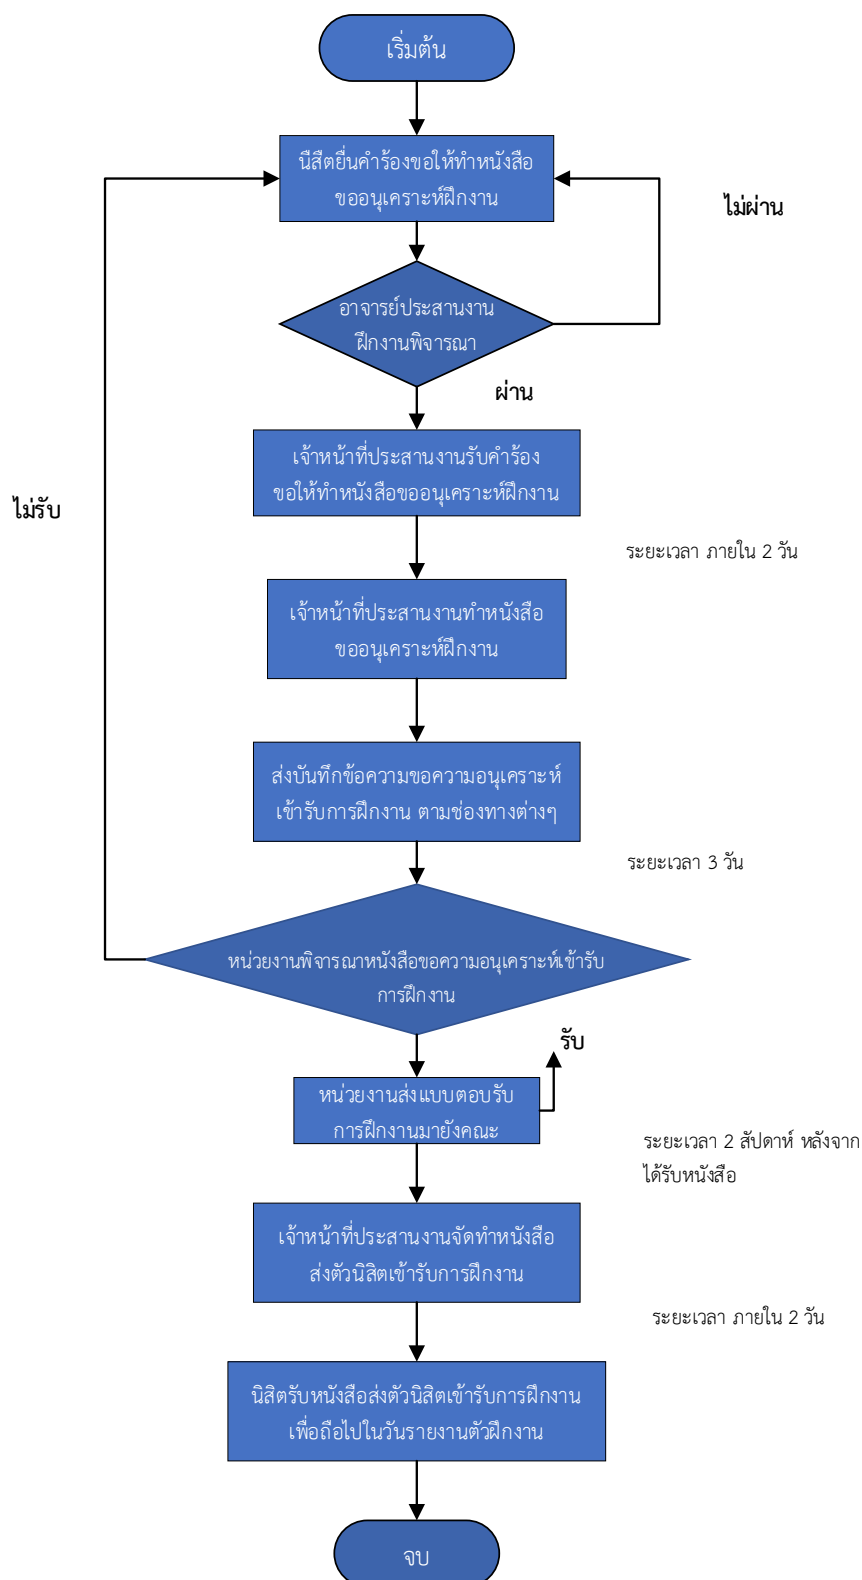 เริ่มต้น
นิสิตยื่นคำร้องขอให้ทำหนังสือ
ขออนุเคราะห์ฝึกงาน
ไม่ผ่าน
อาจารย์ประสานงาน
ฝึกงานพิจารณา
ผ่าน
เจ้าหน้าที่ประสานงานรับคำร้อง
ขอให้ทำหนังสือขออนุเคราะห์ฝึกงาน
ไม่รับ
ระยะเวลา ภายใน 2 วัน
เจ้าหน้าที่ประสานงานทำหนังสือ
ขออนุเคราะห์ฝึกงาน
ส่งบันทึกข้อความขอความอนุเคราะห์
เข้ารับการฝึกงาน ตามช่องทางต่างๆ
ระยะเวลา 3 วัน
หน่วยงานพิจารณาหนังสือขอความอนุเคราะห์เข้ารับ
การฝึกงาน
รับ
หน่วยงานส่งแบบตอบรับ
การฝึกงานมายังคณะ
ระยะเวลา 2 สัปดาห์ หลังจาก
ได้รับหนังสือ
เจ้าหน้าที่ประสานงานจัดทำหนังสือ
ส่งตัวนิสิตเข้ารับการฝึกงาน
ระยะเวลา ภายใน 2 วัน
นิสิตรับหนังสือส่งตัวนิสิตเข้ารับการฝึกงาน
เพื่อถือไปในวันรายงานตัวฝึกงาน
จบ